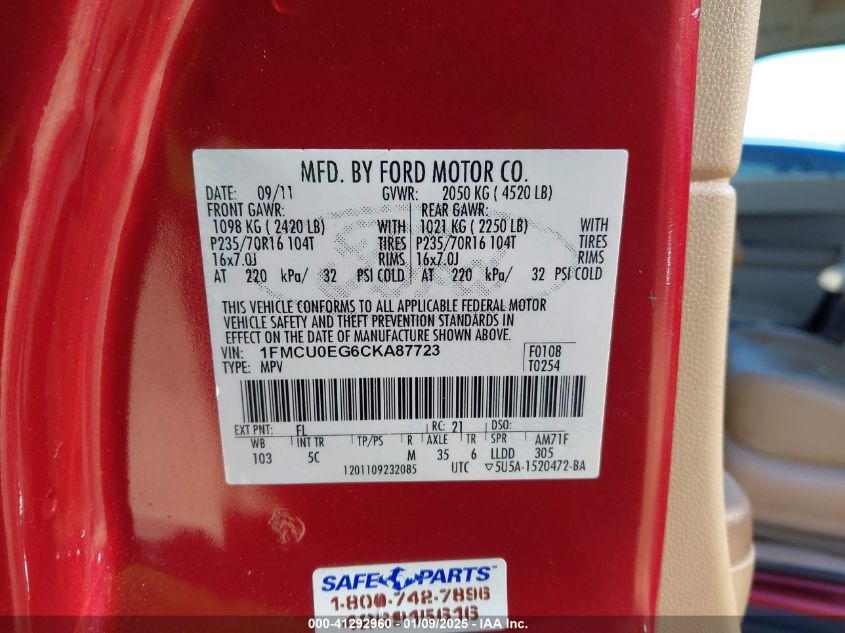 MFD. BY FORD MOTOR CO.
DATE: 09/11 GVWR: 2050 KG ( 4520 LB)
FRONT GAWR: REAR GAWR:
1098 KG ( 2420 LB) WITH 1021 KG ( 2250 LB) WITH
P235/70R16 104T TIRES P235/70R16 104T TIRES
16x7.0J RIMS 16x7.0J RIMS
AT 220 kPa/ 32 PSI COLD AT 220 kPa/ 32 PSI COLD
THIS VEHICLE CONFORMS TO ALL APPLICABLE FEDERAL MOTOR
VEHICLE SAFETY AND THEFT PREVENTION STANDARDS IN
EFFECT ON THE DATE OF MANUFACTURE SHOWN ABOVE.
VIN: 1FMCU0EG6CKA87723 F0108
TYPE: MPV T0254
EXT PNT: FL RC: 21 DSO:
WB INT TR TP/PS R AXLE TR SPR AM71F
103 5C M 35 6 LLDD 305
1201109232085 UTC ▽5U5A-1520472-BA
SAFE PARTS
1-800-742-7896
000-41292960 - 01/09/2025 - IAA Inc.